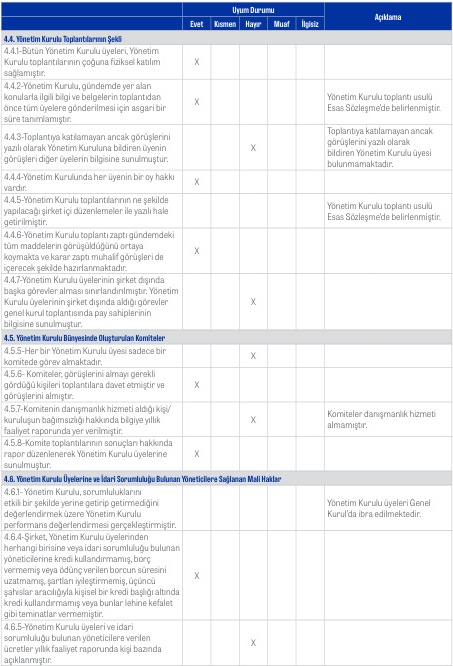 Uyum Durumu
Açıklama
Evet Kısmen Hayır Muaf İlgisiz
4.4. Yönetim Kurulu Toplantılarının Şekli
4.4.1-Bütün Yönetim Kurulu üyeleri, Yönetim
Kurulu toplantılarının çoğuna fiziksel katılım
sağlamıştır.
X
4.4.2-Yönetim Kurulu, gündemde yer alan
konularla ilgili bilgi ve belgelerin toplantıdan
önce tüm üyelere gönderilmesi için asgari bir
süre tanımlamıştır.
X
Yönetim Kurulu toplantı usulü
Esas Sözleşme'de belirlenmiştir.
4.4.3-Toplantıya katılamayan ancak görüşlerini
yazılı olarak Yönetim Kuruluna bildiren üyenin
görüşleri diğer üyelerin bilgisine sunulmuştur.
X
Toplantıya katılamayan ancak
görüşlerini yazılı olarak
bildiren Yönetim Kurulu üyesi
bulunmamaktadır.
4.4.4-Yönetim Kurulunda her üyenin bir oy hakkı
vardır.
X
4.4.5-Yönetim Kurulu toplantılarının ne şekilde
yapılacağı şirket içi düzenlemeler ile yazılı hale
getirilmiştir.
Yönetim Kurulu toplantı usulü
Esas Sözleşme'de belirlenmiştir.
4.4.6-Yönetim Kurulu toplantı zaptı gündemdeki
tüm maddelerin görüşüldüğünü ortaya
koymakta ve karar zaptı muhalif görüşleri de
içerecek şekilde hazırlanmaktadır.
X
4.4.7-Yönetim Kurulu üyelerinin şirket dışında
başka görevler alması sınırlandırılmıştır. Yönetim
Kurulu üyelerinin şirket dışında aldığı görevler
genel kurul toplantısında pay sahiplerinin
bilgisine sunulmuştur.
X
4.5. Yönetim Kurulu Bünyesinde Oluşturulan Komiteler
4.5.5-Her bir Yönetim Kurulu üyesi sadece bir
komitede görev almaktadır.
X
4.5.6- Komiteler, görüşlerini almayı gerekli
gördüğü kişileri toplantılara davet etmiştir ve
görüşlerini almıştır.
X
4.5.7-Komitenin danışmanlık hizmeti aldığı kişi/
kuruluşun bağımsızlığı hakkında bilgiye yıllık
faaliyet raporunda yer verilmiştir.
X
Komiteler danışmanlık hizmeti
almamıştır.
4.5.8-Komite toplantılarının sonuçları hakkında
rapor düzenlenerek Yönetim Kurulu üyelerine
sunulmuştur.
X
4.6. Yönetim Kurulu Üyelerine ve İdari Sorumluluğu Bulunan Yöneticilere Sağlanan Mali Haklar
4.6.1- Yönetim Kurulu, sorumluluklarını
etkili bir şekilde yerine getirip getirmediğini
değerlendirmek üzere Yönetim Kurulu
performans değerlendirmesi gerçekleştirmiştir.
Yönetim Kurulu üyeleri Genel
Kurul'da ibra edilmektedir.
4.6.4-Şirket, Yönetim Kurulu üyelerinden
herhangi birisine veya idari sorumluluğu bulunan
yöneticilerine kredi kullandırmamış, borç
vermemiş veya ödünç verilen borcun süresini
uzatmamış, şartları iyileştirmemiş, üçüncü
şahıslar aracılığıyla kişisel bir kredi başlığı altında
kredi kullandırmamış veya bunlar lehine kefalet
gibi teminatlar vermemiştir.
X
4.6.5-Yönetim Kurulu üyeleri ve idari
sorumluluğu bulunan yöneticilere verilen
ücretler yıllık faaliyet raporunda kişi bazında
açıklanmıştır.
X